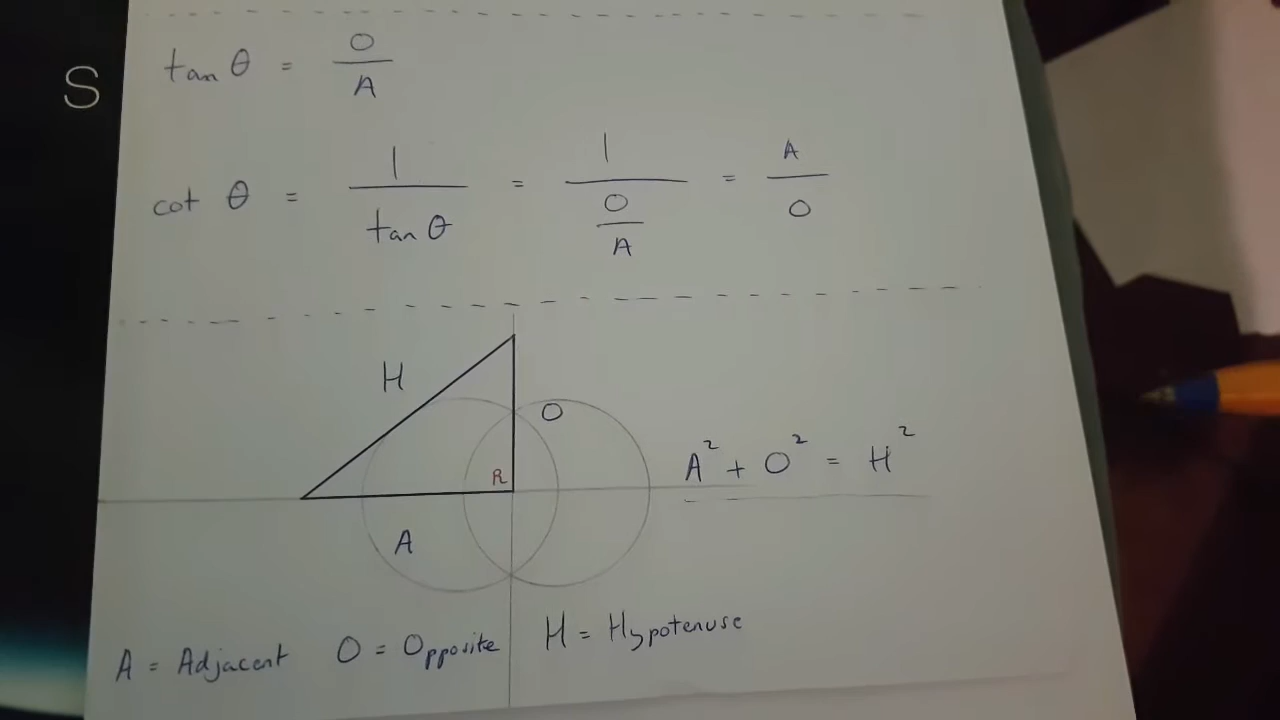 S
tan θ = O/A
cot θ = 1/tan θ = 1/(O/A) = A/O
H
O
R
A² + O² = H²
A
A = Adjacent O = Opposite H = Hypotenuse